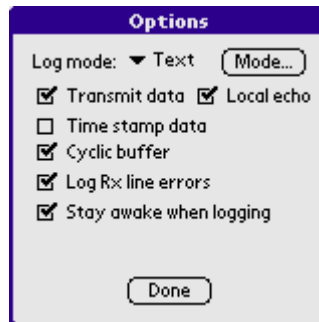 Options
Log mode: Text Mode...
Transmit data Local echo
Time stamp data
Cyclic buffer
Log Rx line errors
Stay awake when logging
Done